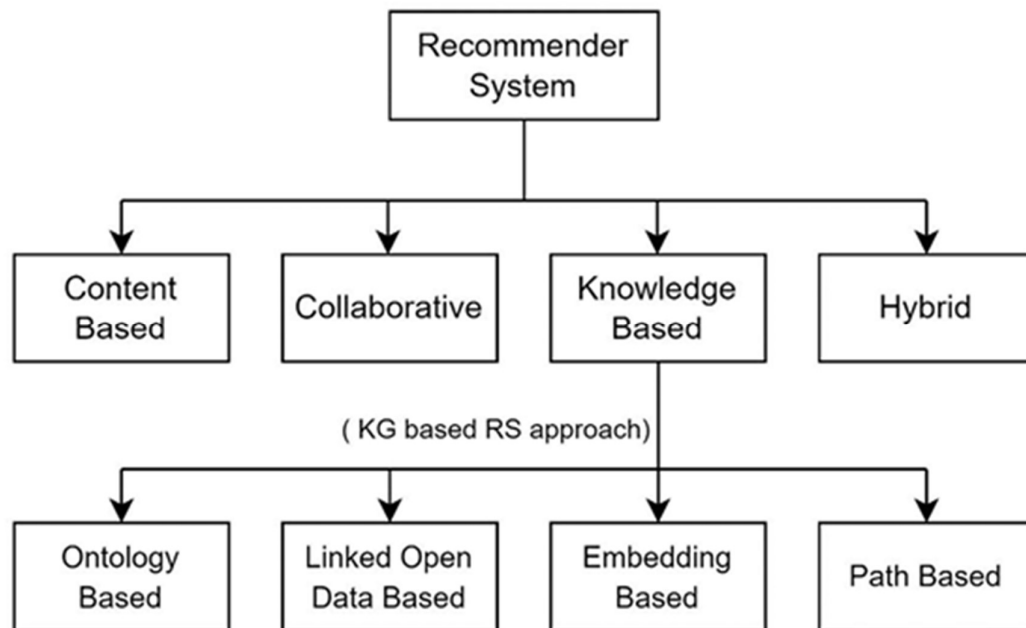 Recommender
System
Content
Based
Collaborative
Knowledge
Based
Hybrid
( KG based RS approach)
Ontology
Based
Linked Open
Data Based
Embedding
Based
Path Based